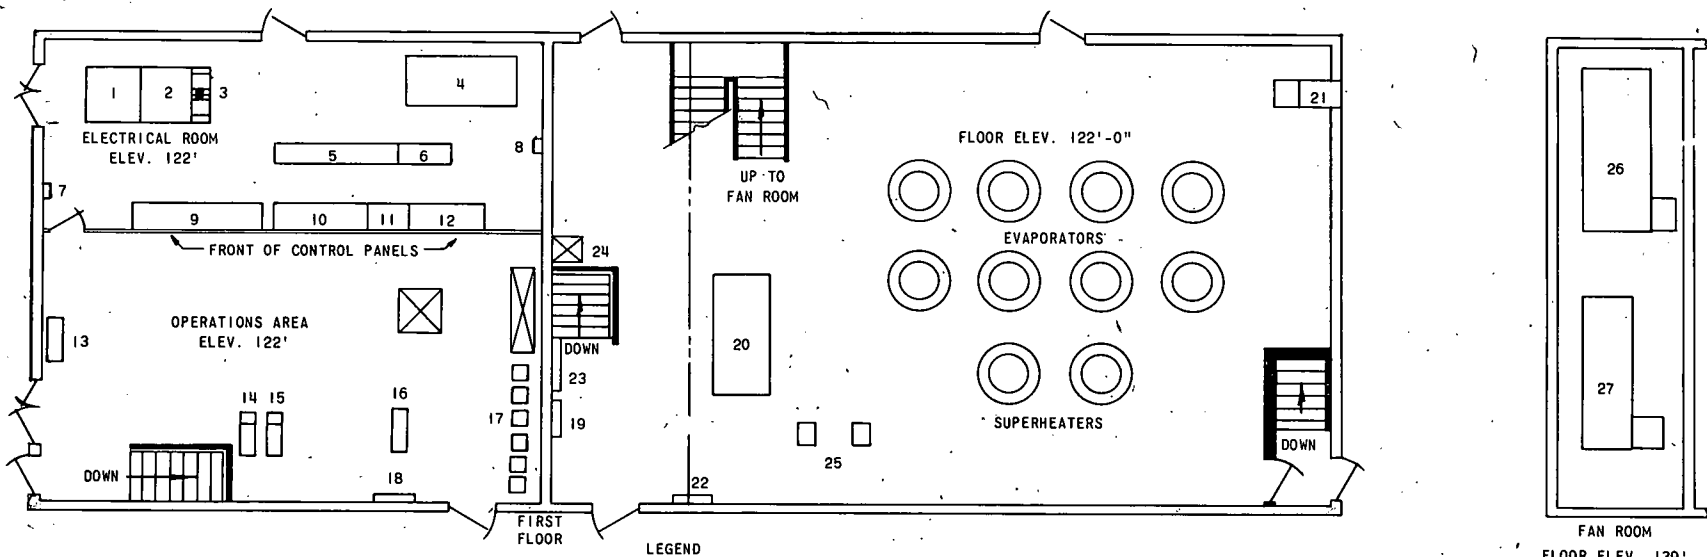 1 2 3
4
ELECTRICAL ROOM
ELEV. 122'
5 6
7
8
9 10 11 12
FRONT OF CONTROL PANELS
OPERATIONS AREA
ELEV. 122'
13
14 15 16
17
18
DOWN
FIRST
FLOOR
UP TO
FAN ROOM
24
DOWN
23
19
20
22
25
FLOOR ELEV. 122'-0"
21
EVAPORATORS
SUPERHEATERS
DOWN
LEGEND
26
27
FAN ROOM